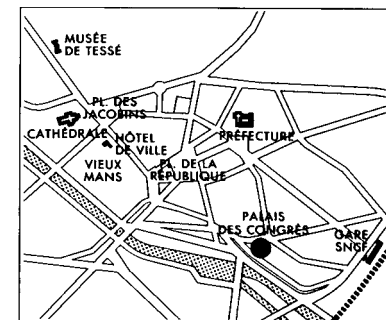 MUSÉE
DE TESSÉ
PL. DES
JACOBINS
CATHÉDRALE
HÔTEL
DE VILLE
PRÉFECTURE
VIEUX
MANS
PL. DE LA
RÉPUBLIQUE
PALAIS
DES CONGRÈS
GARE
SNCF